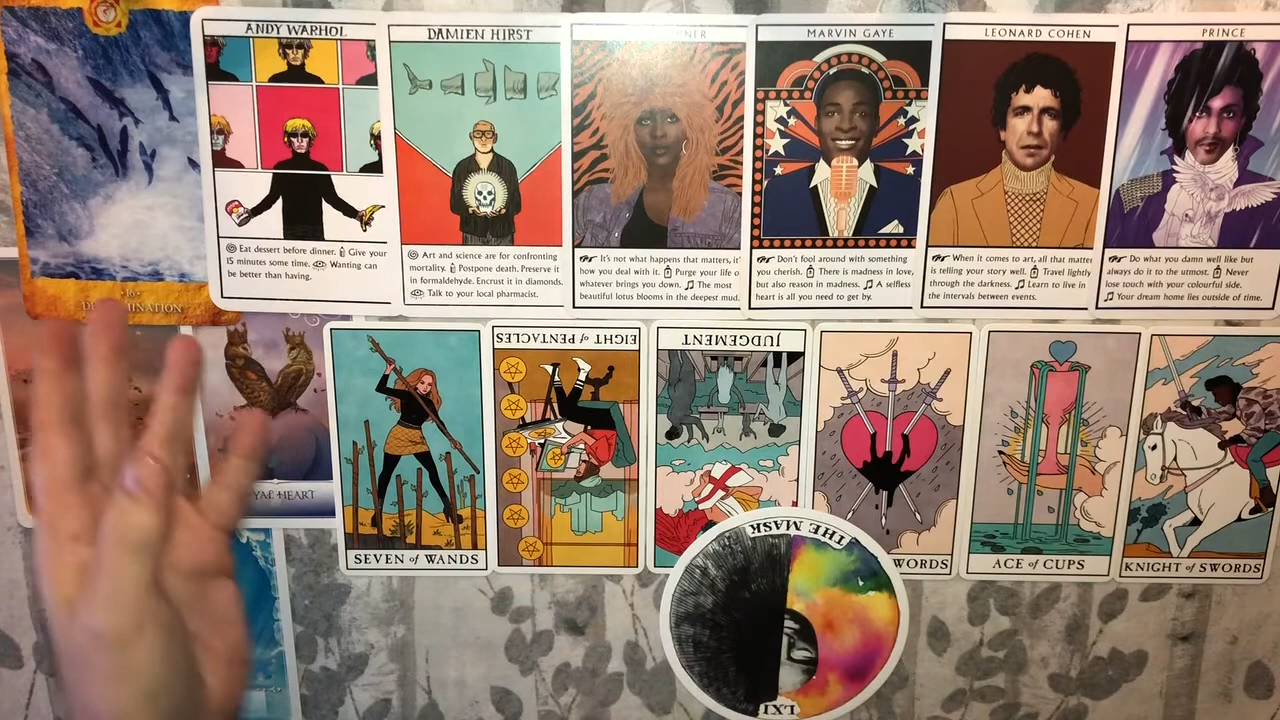 ANDY WARHOL
Eat dessert before dinner. Give your
15 minutes some time. Wanting can
be better than having.
DAMIEN HIRST
Art and science are for confronting
mortality. Postpone death. Preserve it
in formaldehyde. Encrust it in diamonds.
Talk to your local pharmacist.
It's not what happens that matters, it'
how you deal with it. Purge your life o
whatever brings you down. The most
beautiful lotus blooms in the deepest mud.
MARVIN GAYE
Don't fool around with something
you cherish. There is madness in love,
but also reason in madness. A selfless
heart is all you need to get by.
LEONARD COHEN
When it comes to art, all that matter
is telling your story well. Travel lightly
through the darkness. Learn to live in
the intervals between events.
PRINCE
Do what you damn well like but
always do it to the utmost. Never
lose touch with your colourful side.
Your dream home lies outside of time.
16
HEART
SEVEN of WANDS
EIGHT of PENTACLES
JUDGEMENT
WORDS
ACE of CUPS
KNIGHT of SWORDS
THE MASK
LXI